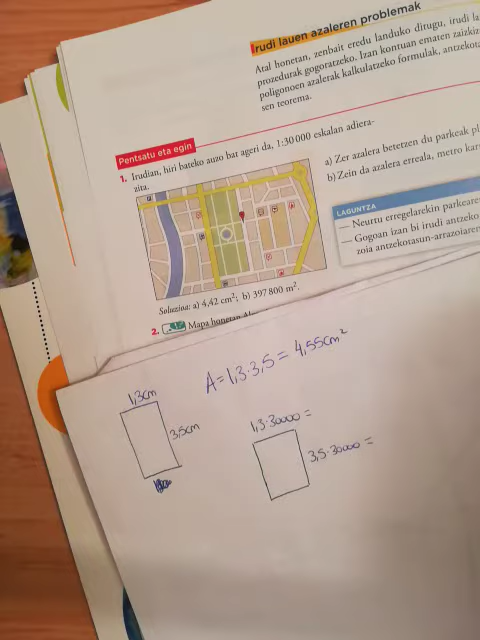 Irudi lauen azaleren problemak
Atal honetan, zenbait eredu landuko ditugu, irudi la
prozedurak gogoratzeko. Izan kontuan ematen zaizkiz
poligonoen azalerak kalkulatzeko formulak, antzekota
sen teorema.
Pentsatu eta egin
1. Irudian, hiri bateko auzo bat ageri da, 1:30 000 eskalan adiera-
zita.
a) Zer azalera betetzen du parkeak pl
b) Zein da azalera erreala, metro kar
LAGUNTZA
— Neurtu erregelarekin parkeare
— Gogoan izan bi irudi antzeko
zoia antzekotasun-arrazoiaren
Soluzioa: a) 4,42 cm²; b) 397 800 m².
2. Mapa honetan
1,3cm
A=1,3·3,5 = 4,55cm²
3,5cm
1,3·30000 =
3,5·30000 =